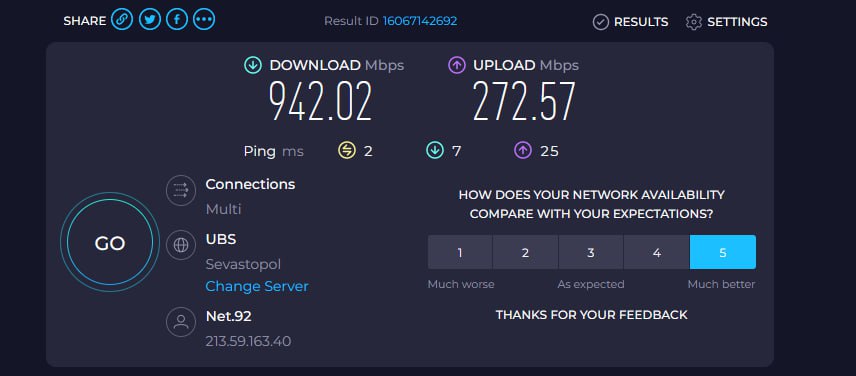 SHARE
Result ID 16067142692
RESULTS
SETTINGS
DOWNLOAD Mbps
942.02
UPLOAD Mbps
272.57
Ping ms 2 7 25
GO
Connections
Multi
UBS
Sevastopol
Change Server
Net.92
213.59.163.40
HOW DOES YOUR NETWORK AVAILABILITY
COMPARE WITH YOUR EXPECTATIONS?
1 2 3 4 5
Much worse As expected Much better
THANKS FOR YOUR FEEDBACK